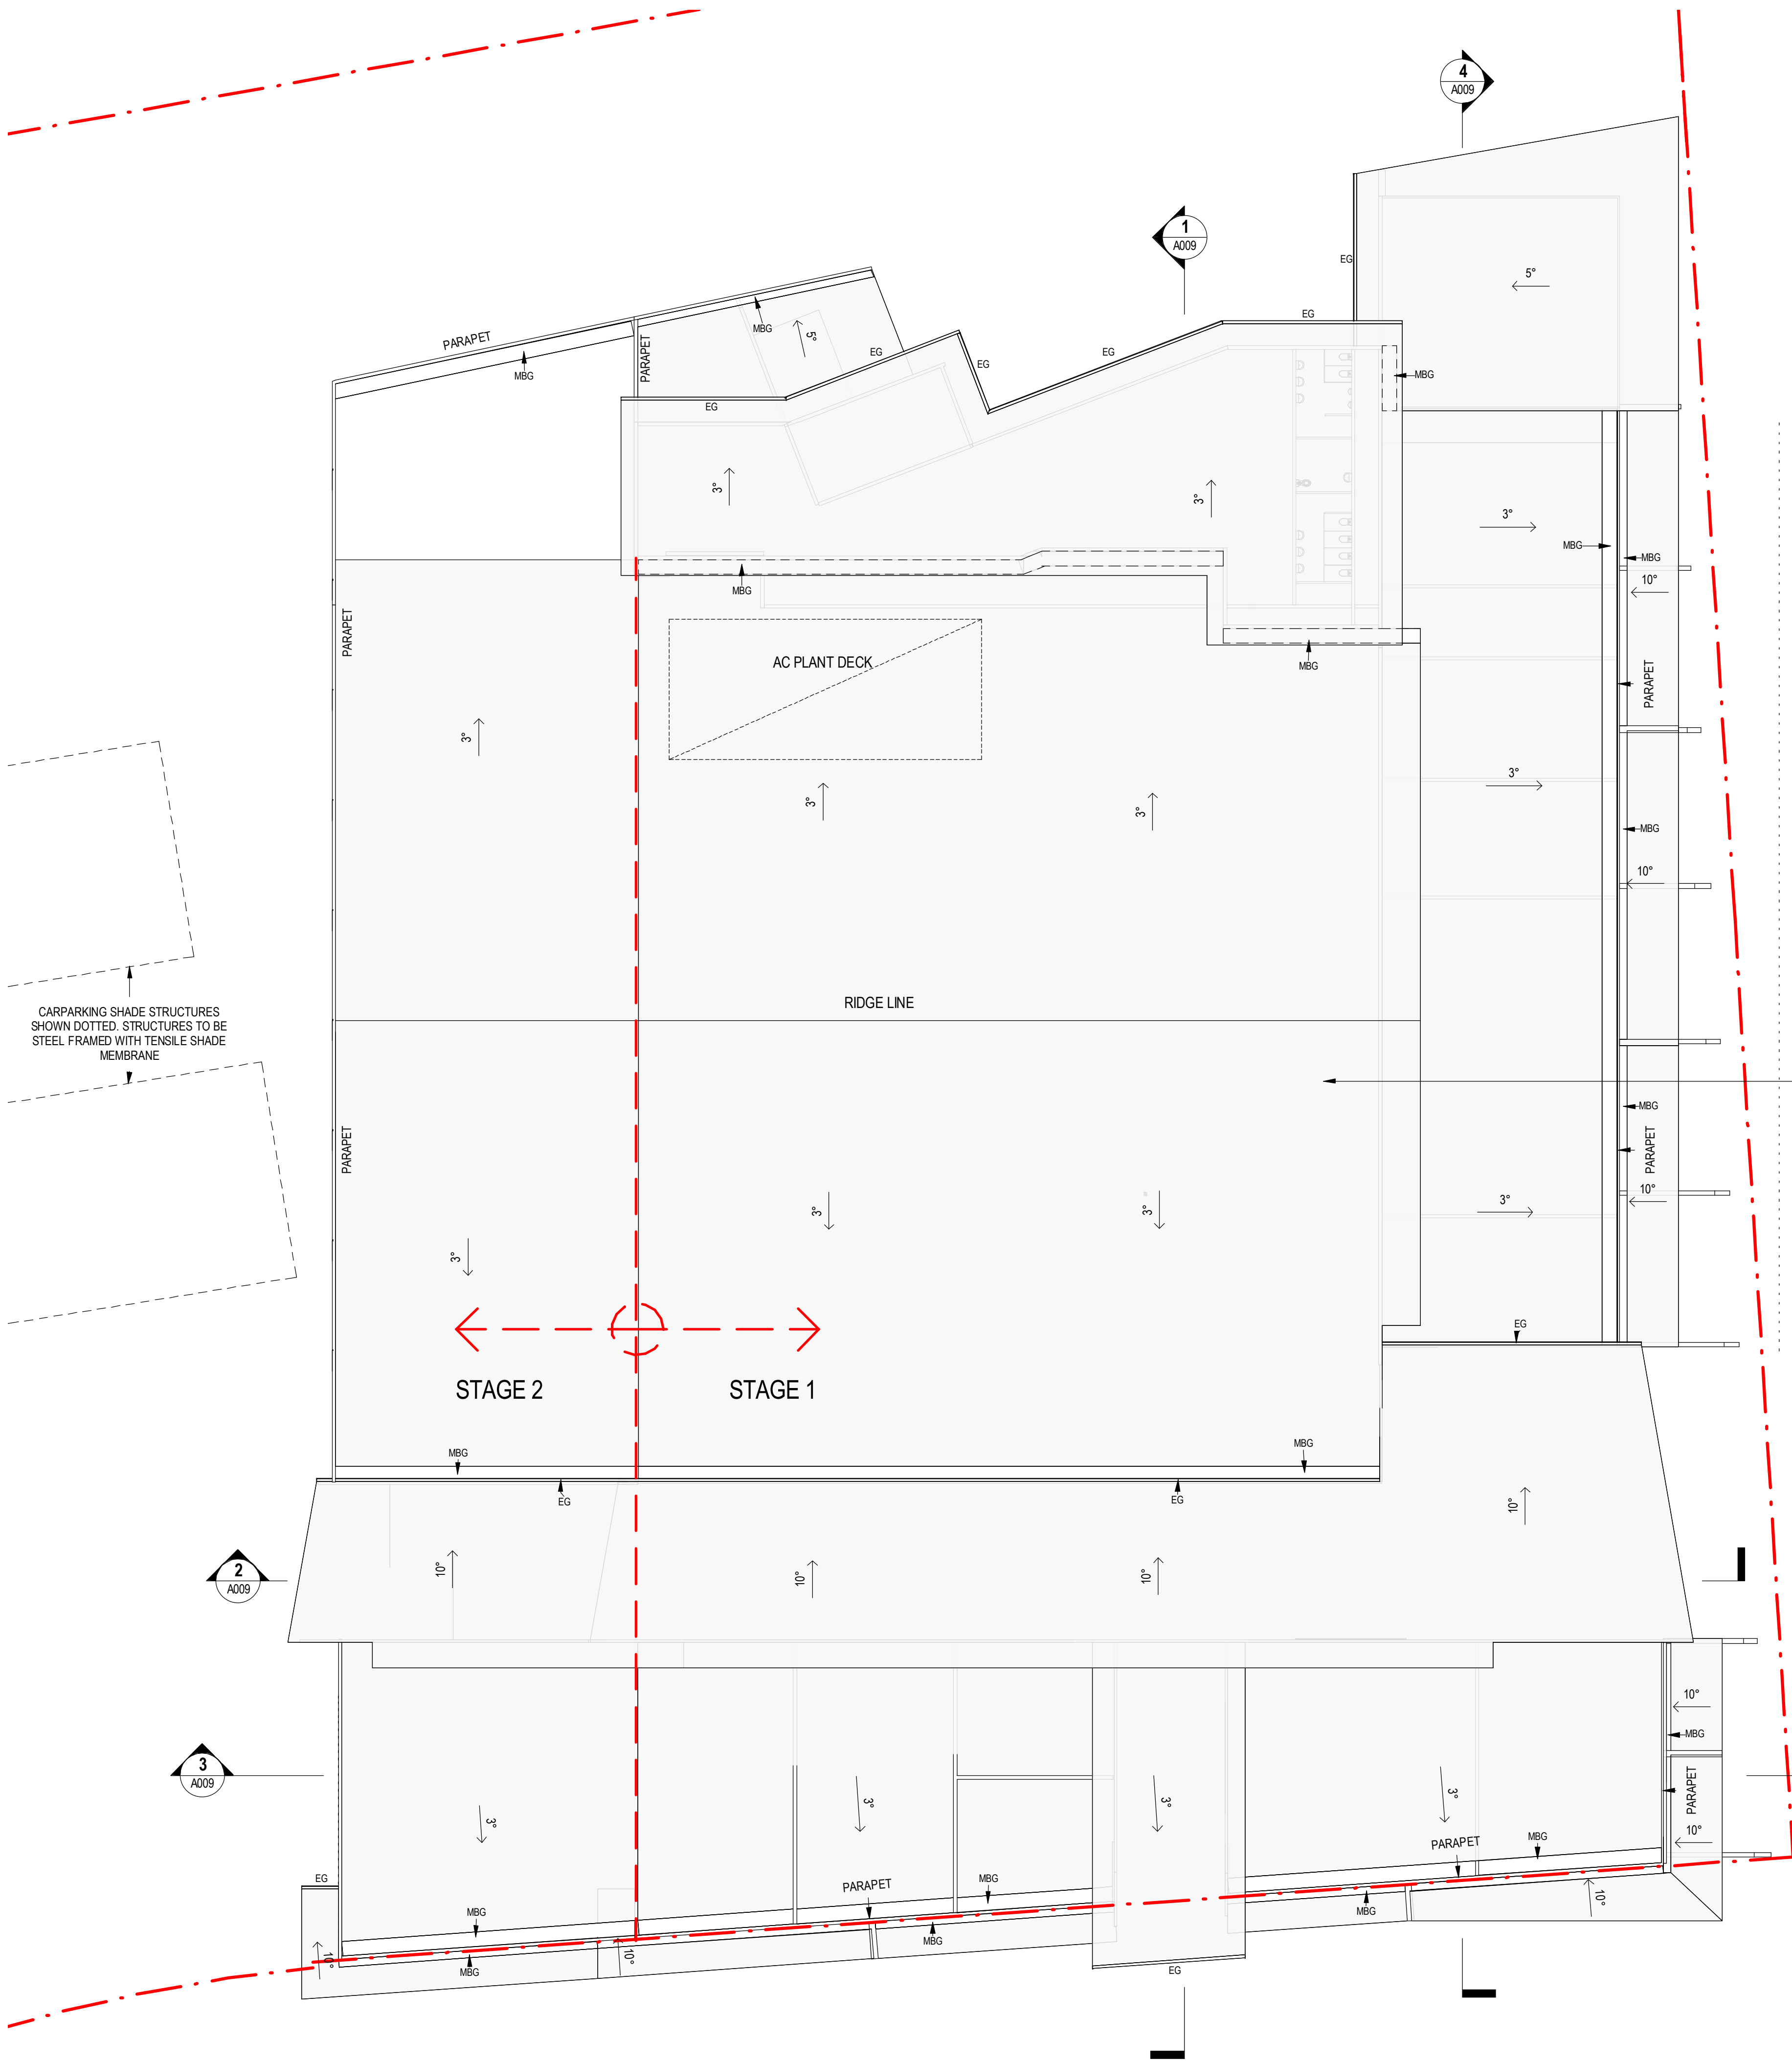 4
A009
1
A009
EG
5°
EG
MBG
5°
PARAPET
PARAPET
MBG
EG
EG
EG
MBG
EG
3°
3°
3°
MBG
MBG
10°
MBG
PARAPET
AC PLANT DECK
MBG
PARAPET
3°
3°
3°
3°
MBG
10°
RIDGE LINE
CARPARKING SHADE STRUCTURES
SHOWN DOTTED. STRUCTURES TO BE
STEEL FRAMED WITH TENSILE SHADE
MEMBRANE
MBG
PARAPET
PARAPET
10°
3°
3°
3°
3°
EG
STAGE 2
STAGE 1
MBG
MBG
EG
EG
10°
2
A009
10°
10°
10°
10°
MBG
3
A009
PARAPET
3°
3°
3°
3°
10°
MBG
PARAPET
EG
MBG
PARAPET
10°
MBG
MBG
MBG
10°
10°
MBG
EG